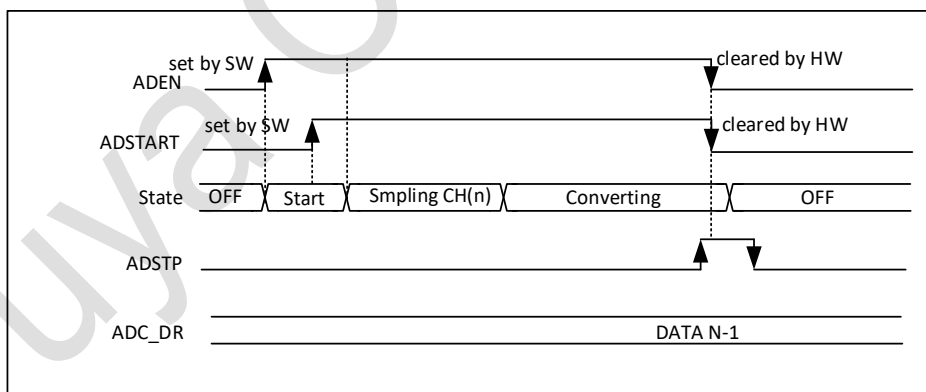 set by SW
cleared by HW
ADEN
set by SW
cleared by HW
ADSTART
State OFF Start Smpling CH(n) Converting OFF
ADSTP
ADC_DR DATA N-1